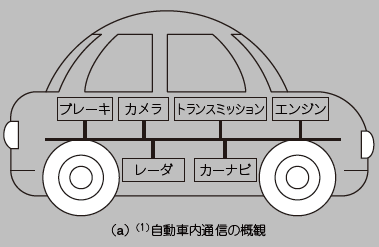 ブレーキ
カメラ
トランスミッション
エンジン
レーダ
カーナビ
(a) (1)自動車内通信の概観